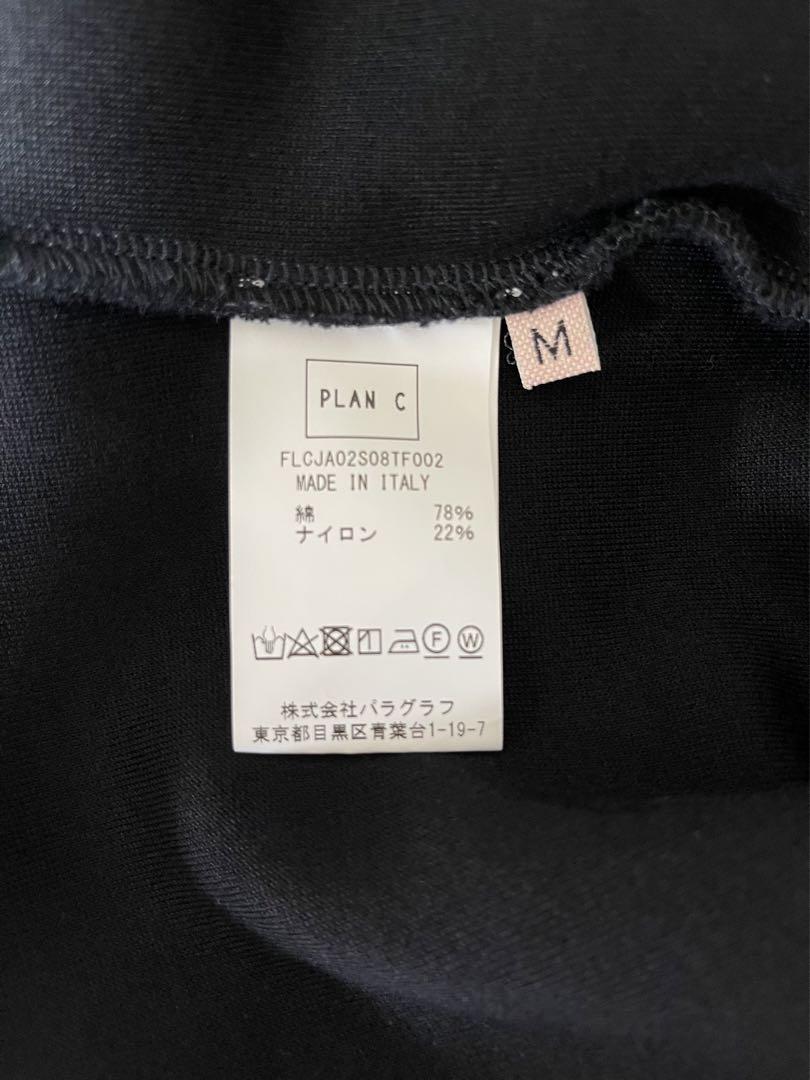 M
PLAN C
FLCJA02S08TF002
MADE IN ITALY
綿 78%
ナイロン 22%
F W
株式会社パラグラフ
東京都目黒区青葉台1-19-7